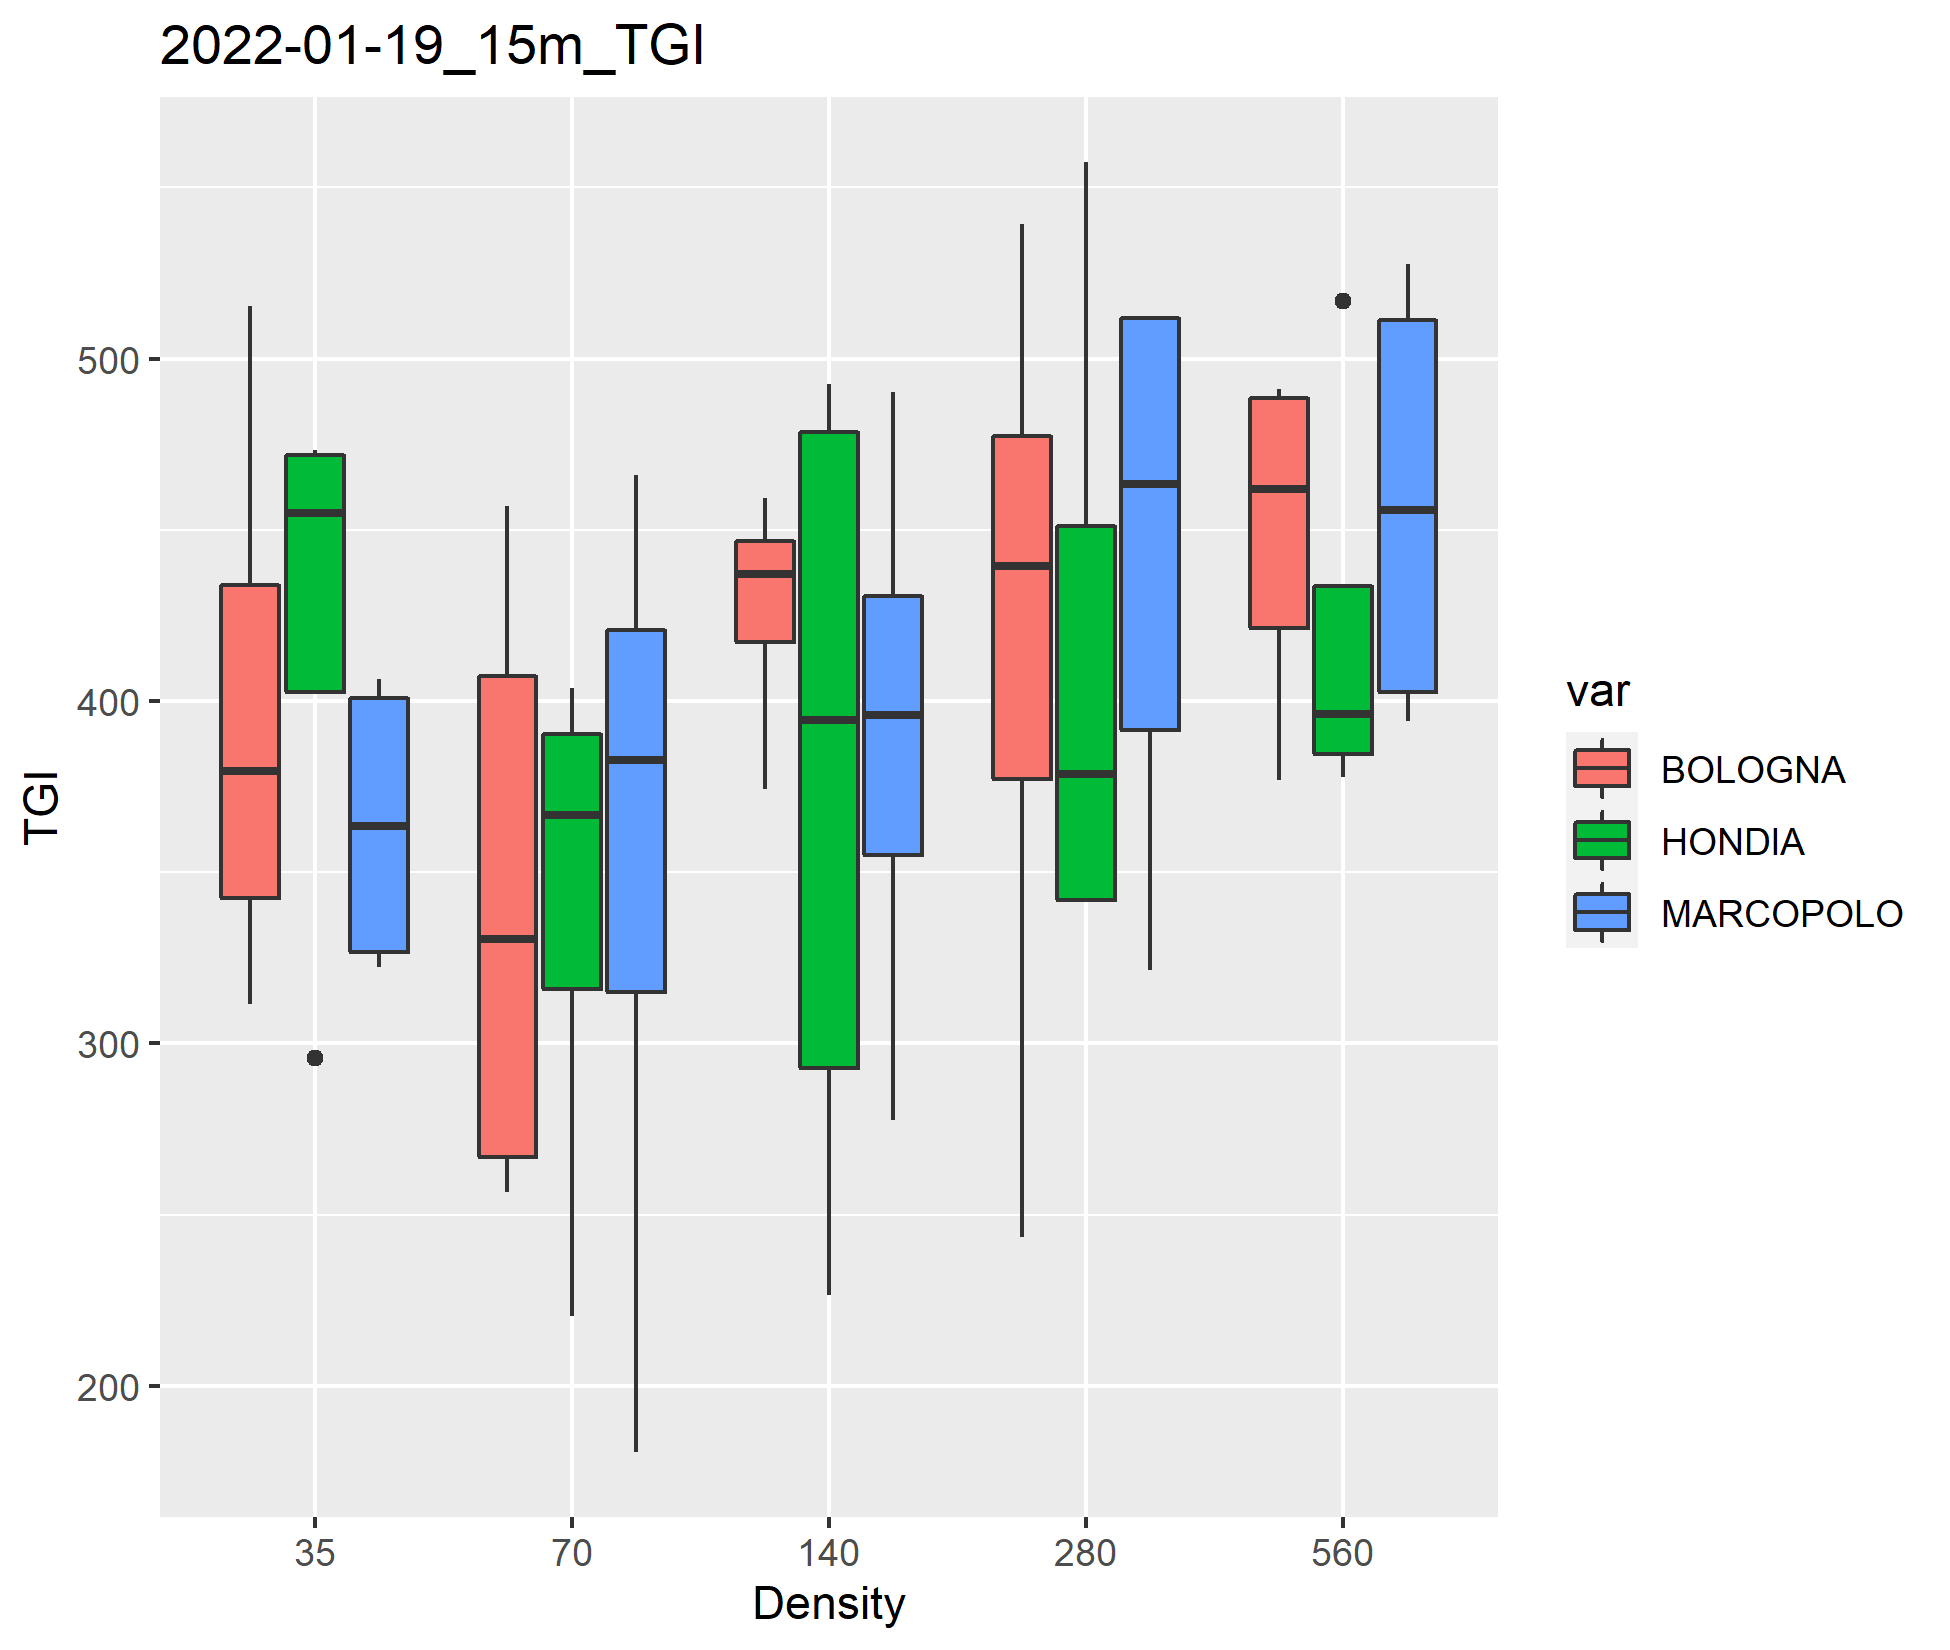 2022-01-19_15m_TGI
TGI
500
400
300
200
35 70 140 280 560
Density
var
BOLOGNA
HONDIA
MARCOPOLO